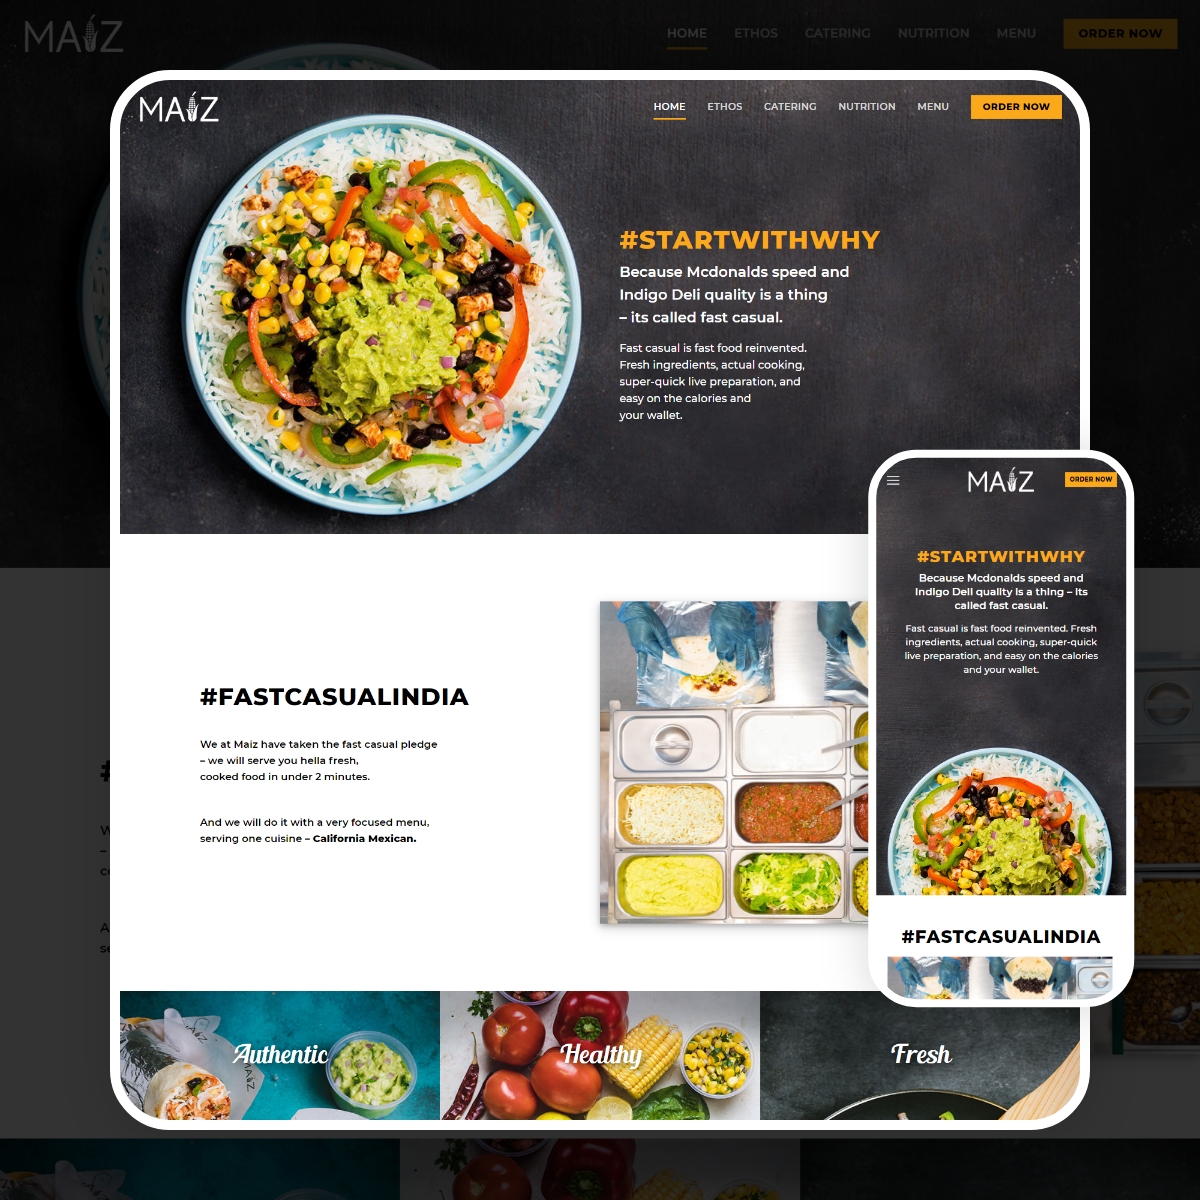 MAIZ
HOME ETHOS CATERING NUTRITION MENU ORDER NOW
MAIZ
HOME ETHOS CATERING NUTRITION MENU ORDER NOW
#STARTWITHWHY
Because Mcdonalds speed and
Indigo Deli quality is a thing
– its called fast casual.
Fast casual is fast food reinvented.
Fresh ingredients, actual cooking,
super-quick live preparation, and
easy on the calories and
your wallet.
#FASTCASUALINDIA
We at Maiz have taken the fast casual pledge
– we will serve you hella fresh,
cooked food in under 2 minutes.
And we will do it with a very focused menu,
serving one cuisine – California Mexican.
MAIZ
ORDER NOW
#STARTWITHWHY
Because Mcdonalds speed and
Indigo Deli quality is a thing – its
called fast casual.
Fast casual is fast food reinvented. Fresh
ingredients, actual cooking, super-quick
live preparation, and easy on the calories
and your wallet.
#FASTCASUALINDIA
Authentic
Healthy
Fresh